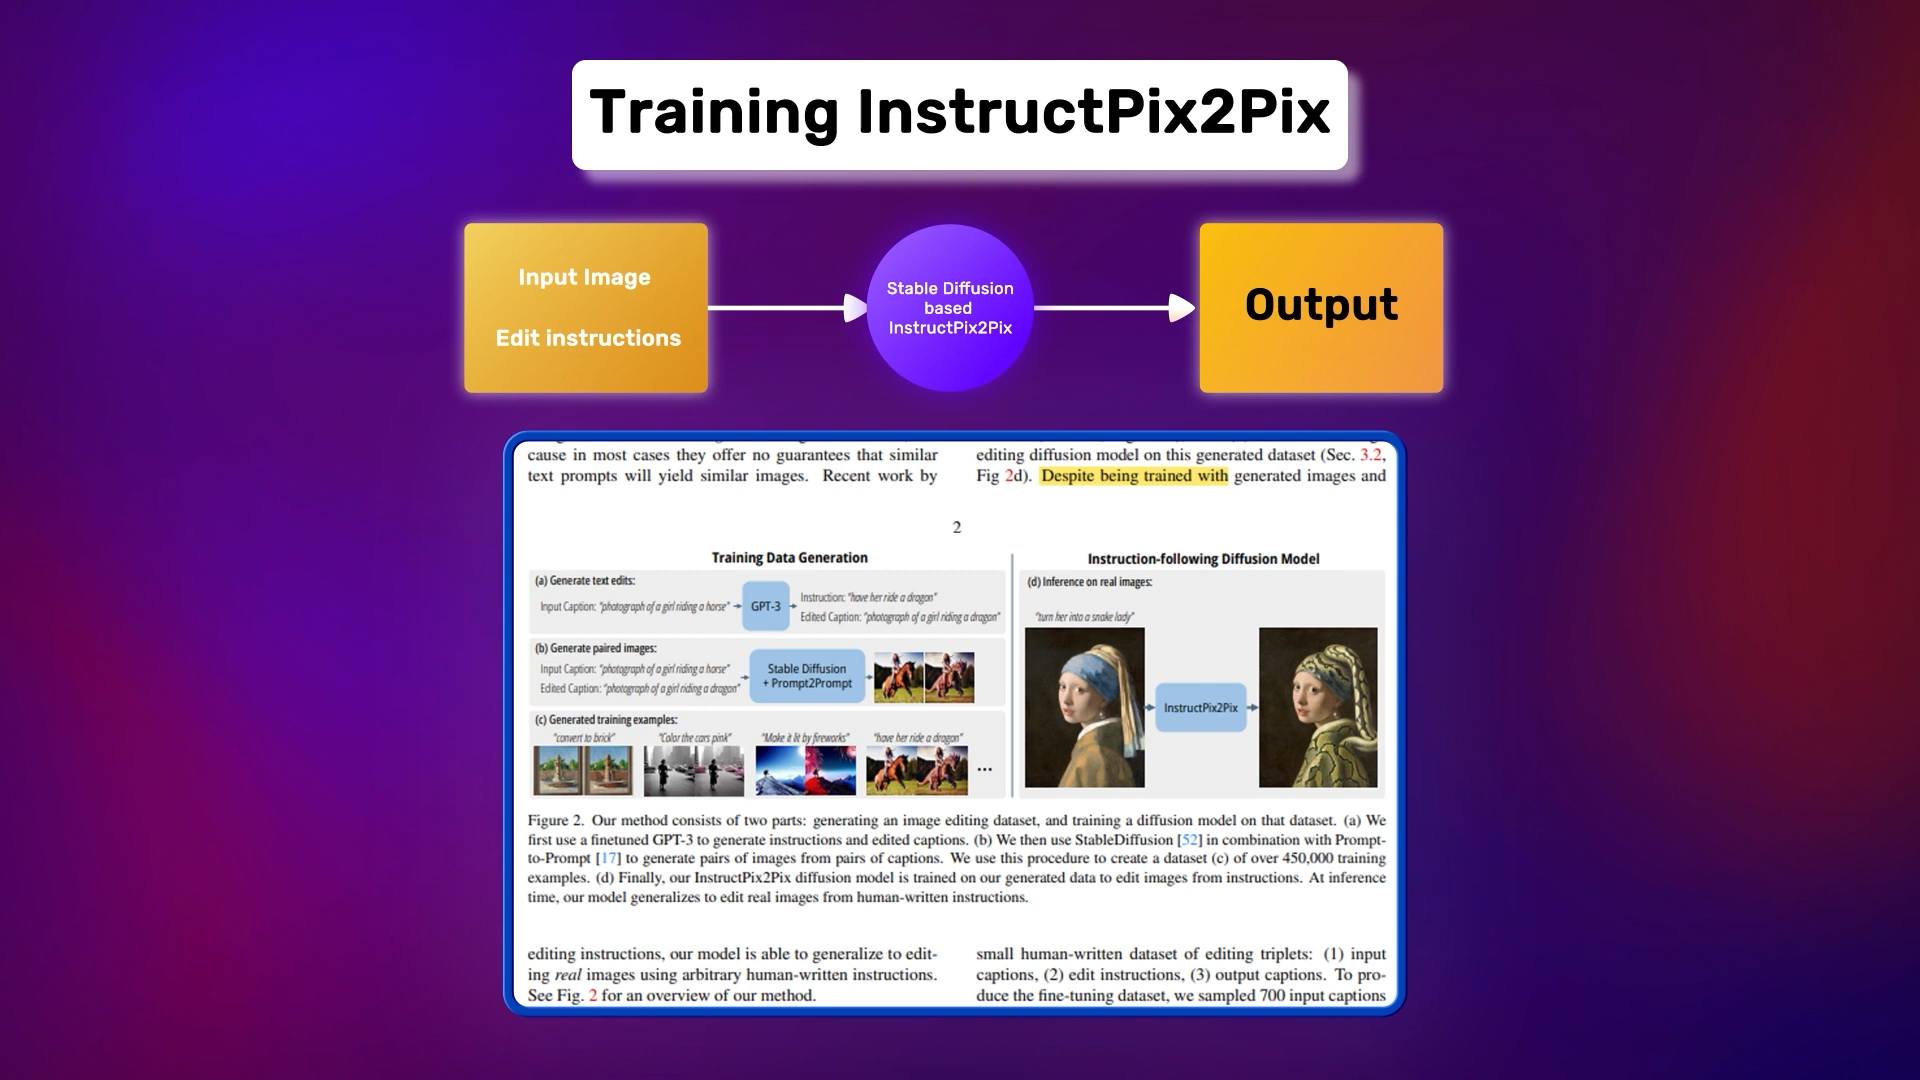 Training InstructPix2Pix
Input Image
Edit instructions
Stable Diffusion
based
InstructPix2Pix
Output
cause in most cases they offer no guarantees that similar
text prompts will yield similar images. Recent work by
editing diffusion model on this generated dataset (Sec. 3.2,
Fig 2d). Despite being trained with generated images and
2
Training Data Generation
(a) Generate text edits:
Input Caption: "photograph of a girl riding a horse"
GPT-3
Instruction: "have her ride a dragon"
Edited Caption: "photograph of a girl riding a dragon"
(b) Generate paired images:
Input Caption: "photograph of a girl riding a horse"
Edited Caption: "photograph of a girl riding a dragon"
Stable Diffusion
+ Prompt2Prompt
(c) Generated training examples:
"convert to brick"
"Color the cars pink"
"Make it lit by fireworks"
"have her ride a dragon"
...
Instruction-following Diffusion Model
(d) Inference on real images:
"turn her into a snake lady"
InstructPix2Pix
Figure 2. Our method consists of two parts: generating an image editing dataset, and training a diffusion model on that dataset. (a) We
first use a finetuned GPT-3 to generate instructions and edited captions. (b) We then use StableDiffusion [52] in combination with Prompt-
to-Prompt [17] to generate pairs of images from pairs of captions. We use this procedure to create a dataset (c) of over 450,000 training
examples. (d) Finally, our InstructPix2Pix diffusion model is trained on our generated data to edit images from instructions. At inference
time, our model generalizes to edit real images from human-written instructions.
editing instructions, our model is able to generalize to edit-
ing real images using arbitrary human-written instructions.
See Fig. 2 for an overview of our method.
small human-written dataset of editing triplets: (1) input
captions, (2) edit instructions, (3) output captions. To pro-
duce the fine-tuning dataset, we sampled 700 input captions